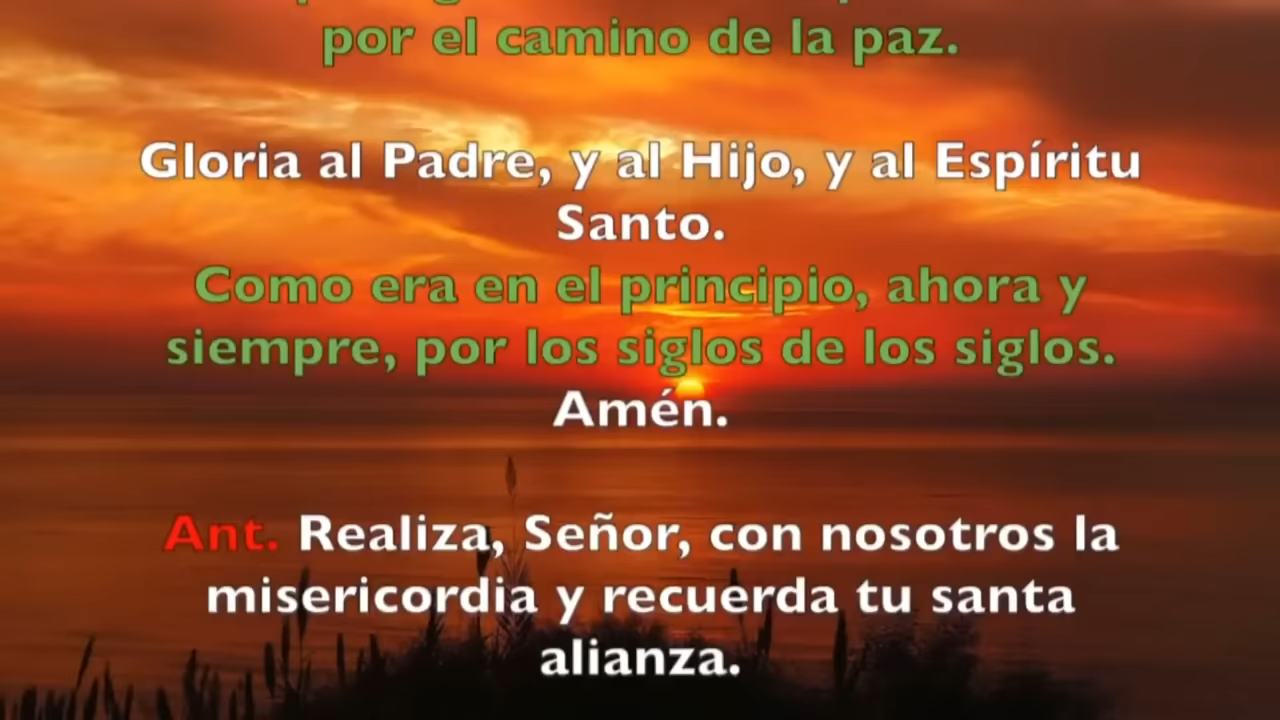 por el camino de la paz.
Gloria al Padre, y al Hijo, y al Espíritu
Santo.
Como era en el principio, ahora y
siempre, por los siglos de los siglos.
Amén.
Ant. Realiza, Señor, con nosotros la
misericordia y recuerda tu santa
alianza.